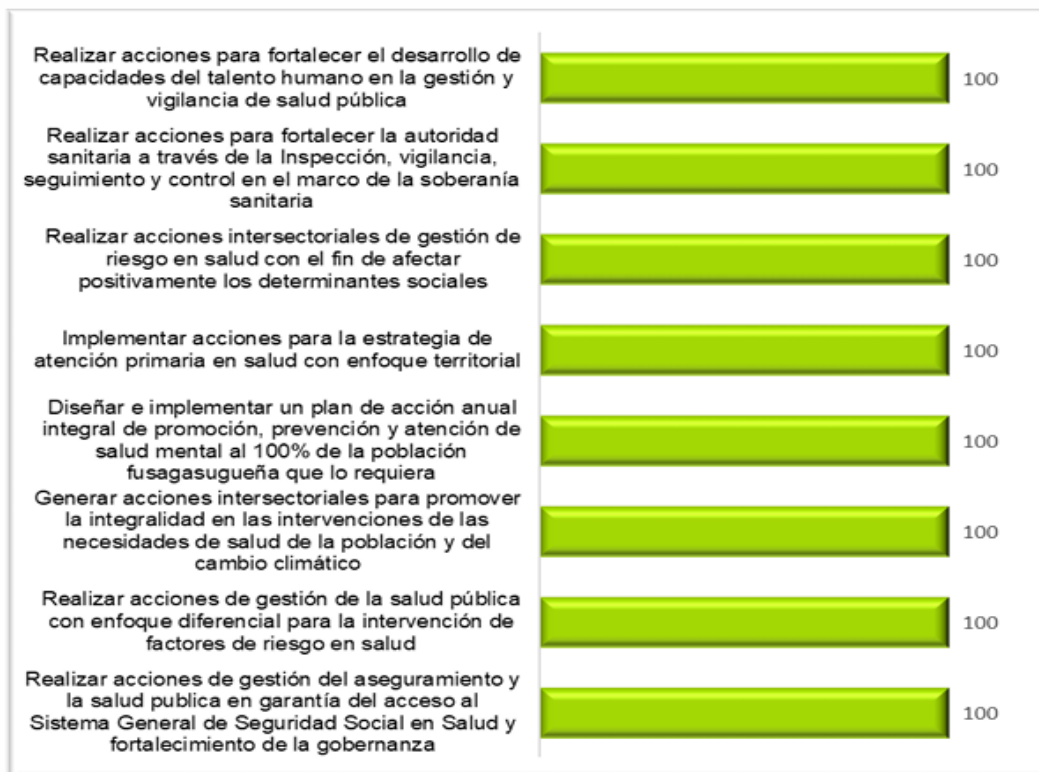 Realizar acciones para fortalecer el desarrollo de
capacidades del talento humano en la gestión y
vigilancia de salud pública
100
Realizar acciones para fortalecer la autoridad
sanitaria a través de la Inspección, vigilancia,
seguimiento y control en el marco de la soberanía
sanitaria
100
Realizar acciones intersectoriales de gestión de
riesgo en salud con el fin de afectar
positivamente los determinantes sociales
100
Implementar acciones para la estrategia de
atención primaria en salud con enfoque territorial
100
Diseñar e implementar un plan de acción anual
integral de promoción, prevención y atención de
salud mental al 100% de la población
fusagasugueña que lo requiera
100
Generar acciones intersectoriales para promover
la integralidad en las intervenciones de las
necesidades de salud de la población y del
cambio climático
100
Realizar acciones de gestión de la salud pública
con enfoque diferencial para la intervención de
factores de riesgo en salud
100
Realizar acciones de gestión del aseguramiento y
la salud publica en garantía del acceso al
Sistema General de Seguridad Social en Salud y
fortalecimiento de la gobernanza
100